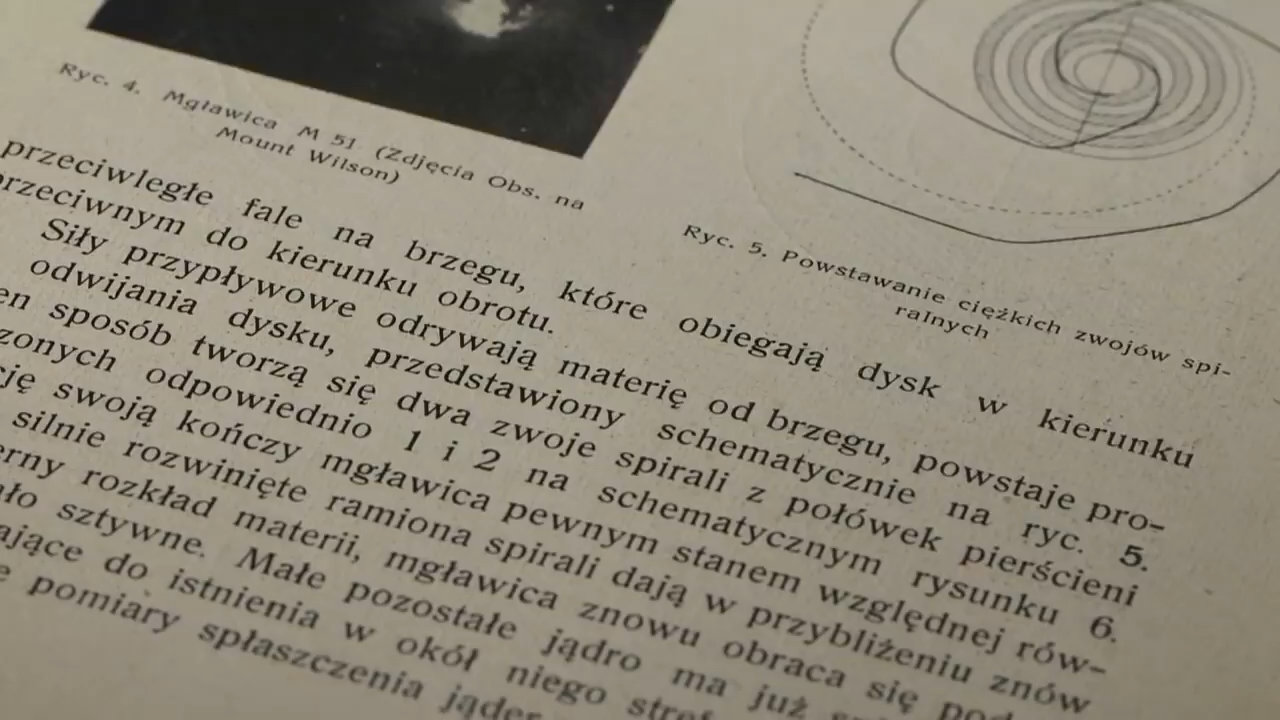 Ryc. 4. Mgławica M 51 (Zdjęcia Obs. na
Mount Wilson)
Ryc. 5. Powstawanie ciężkich zwojów spi-
ralnych
przeciwległe fale na brzegu, które obiegają dysk w kierunku
przeciwnym do kierunku obrotu.
Siły przypływowe odrywają materię od brzegu, powstaje pro-
odwijania dysku, przedstawiony schematycznie na ryc. 5.
en sposób tworzą się dwa zwoje spirali z połówek pierścieni
zonych odpowiednio 1 i 2 na schematycznym rysunku 6.
ję swoją kończy mgławica pewnym stanem względnej rów-
silnie rozwinięte ramiona spirali dają w przybliżeniu znów
erny rozkład materii, mgławica znowu obraca się
ało sztywne. Małe pozostałe jądro ma już
ające do istnienia w okół niego
pomiary spłaszczenia